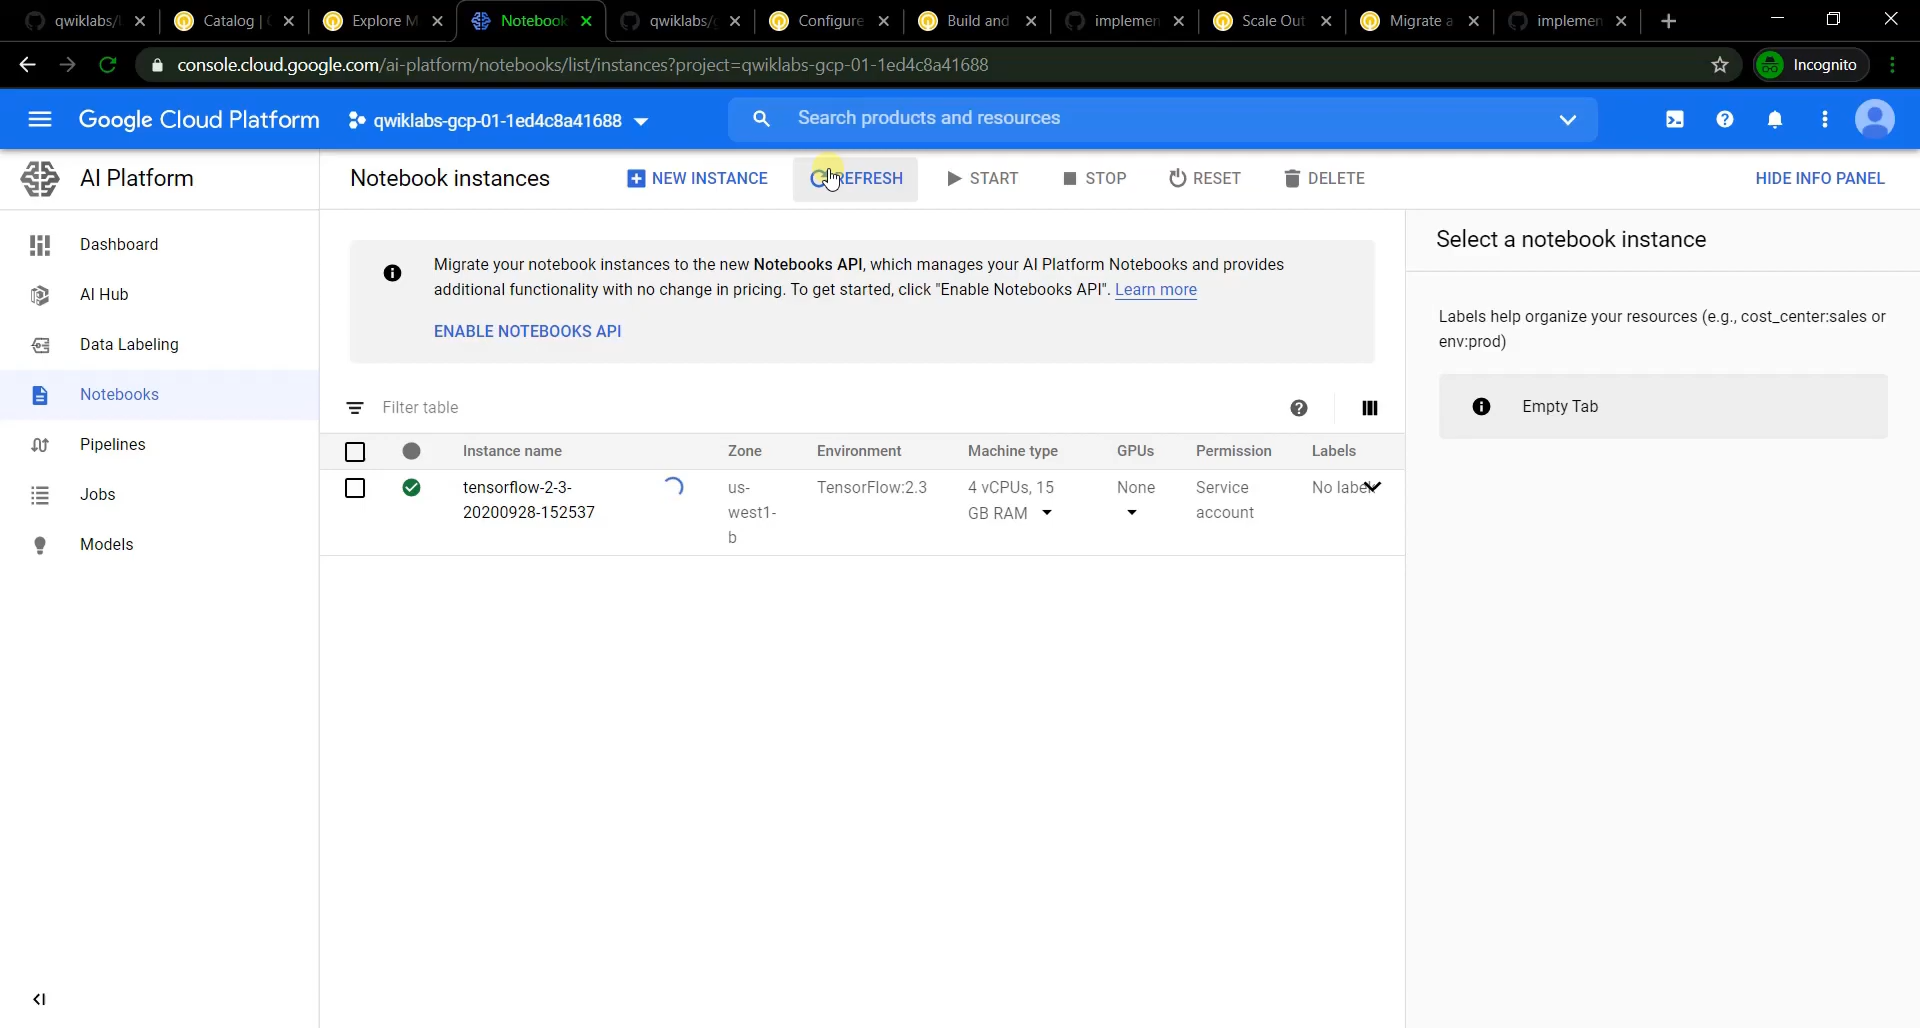 qwiklabs/
Catalog |
Explore M
Notebook
qwiklabs/
Configure
Build and
implemen
Scale Out
Migrate a
implemen
console.cloud.google.com/ai-platform/notebooks/list/instances?project=qwiklabs-gcp-01-1ed4c8a41688
Incognito
Google Cloud Platform
qwiklabs-gcp-01-1ed4c8a41688
Search products and resources
AI Platform
Notebook instances
NEW INSTANCE
REFRESH
START
STOP
RESET
DELETE
HIDE INFO PANEL
Dashboard
AI Hub
Data Labeling
Notebooks
Pipelines
Jobs
Models
Migrate your notebook instances to the new Notebooks API, which manages your AI Platform Notebooks and provides
additional functionality with no change in pricing. To get started, click "Enable Notebooks API". Learn more
ENABLE NOTEBOOKS API
Filter table
Instance name Zone Environment Machine type GPUs Permission Labels
tensorflow-2-3-
20200928-152537
us-
west1-
b
TensorFlow:2.3
4 vCPUs, 15
GB RAM
None
Service
account
No labels
Select a notebook instance
Labels help organize your resources (e.g., cost_center:sales or
env:prod)
Empty Tab